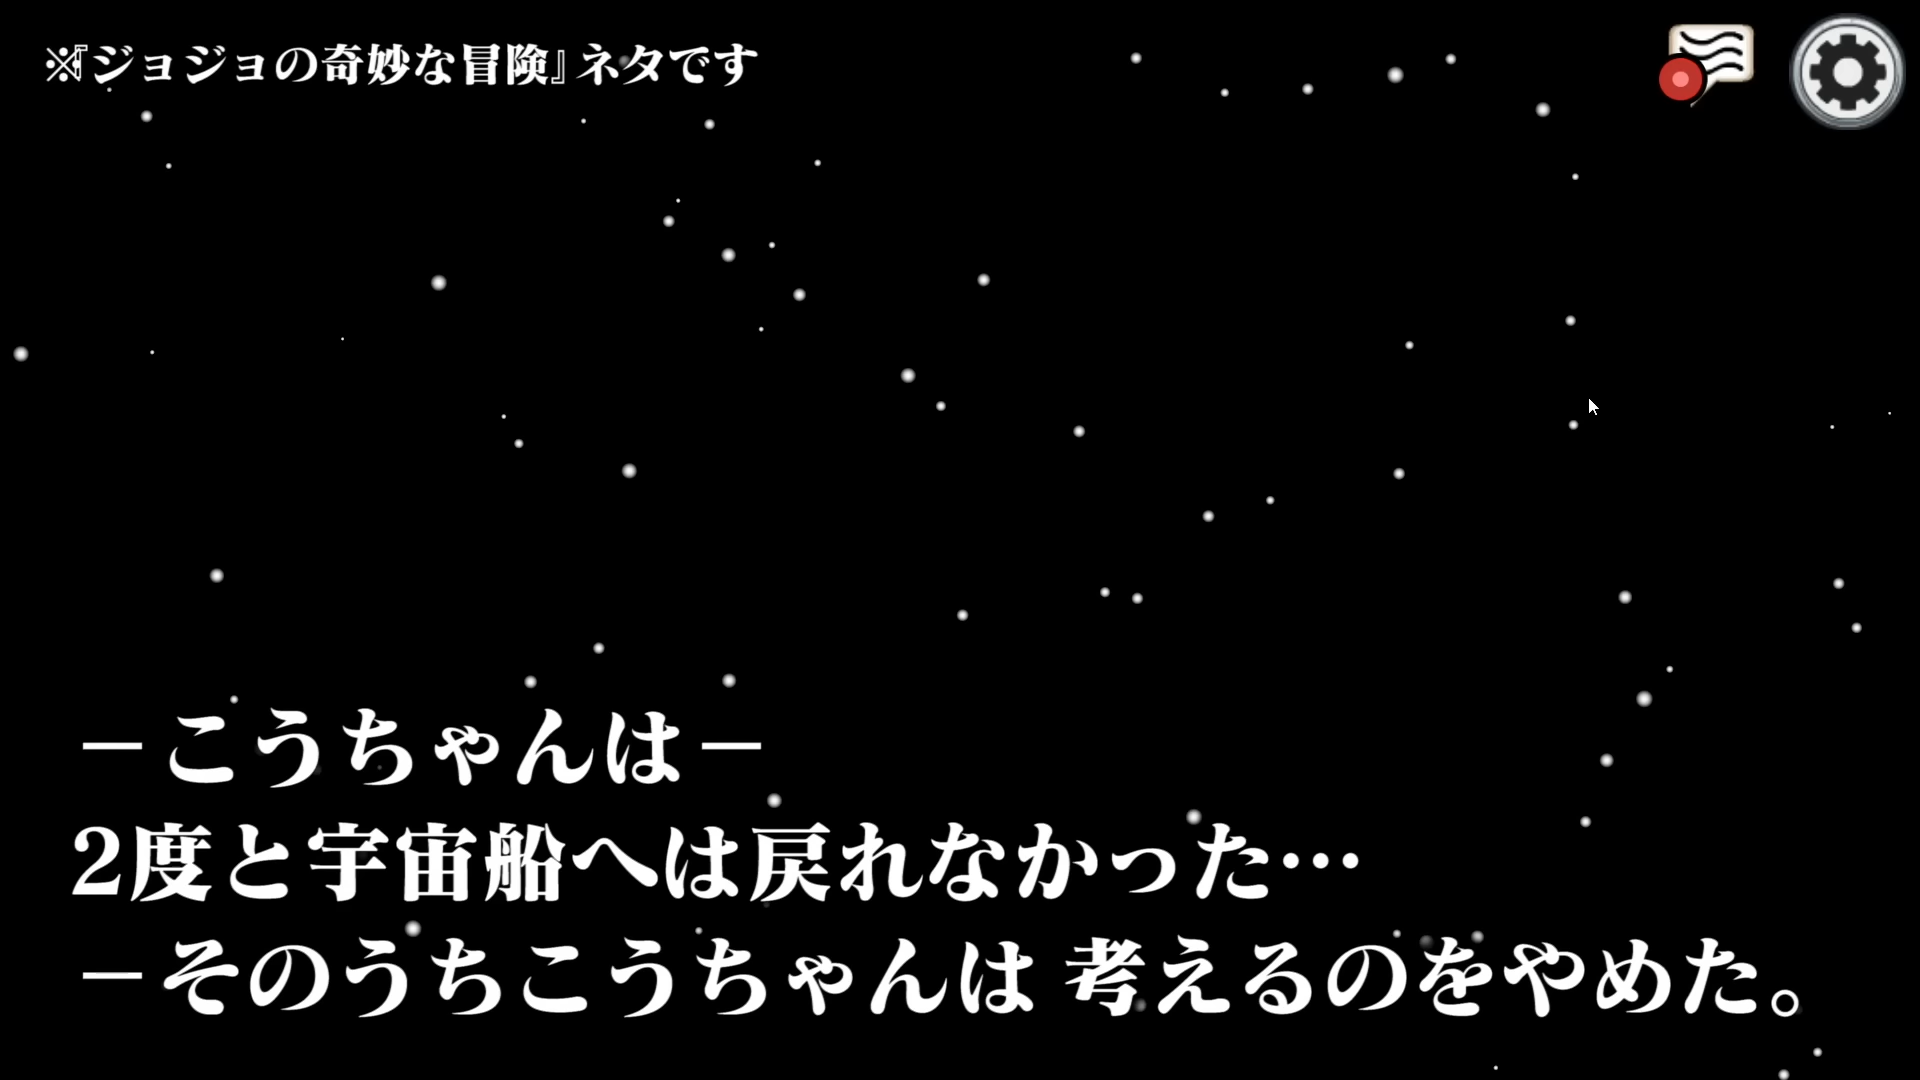 ※『ジョジョの奇妙な冒険』ネタです
－こうちゃんは－
2度と宇宙船へは戻れなかった…
－そのうちこうちゃんは 考えるのをやめた。